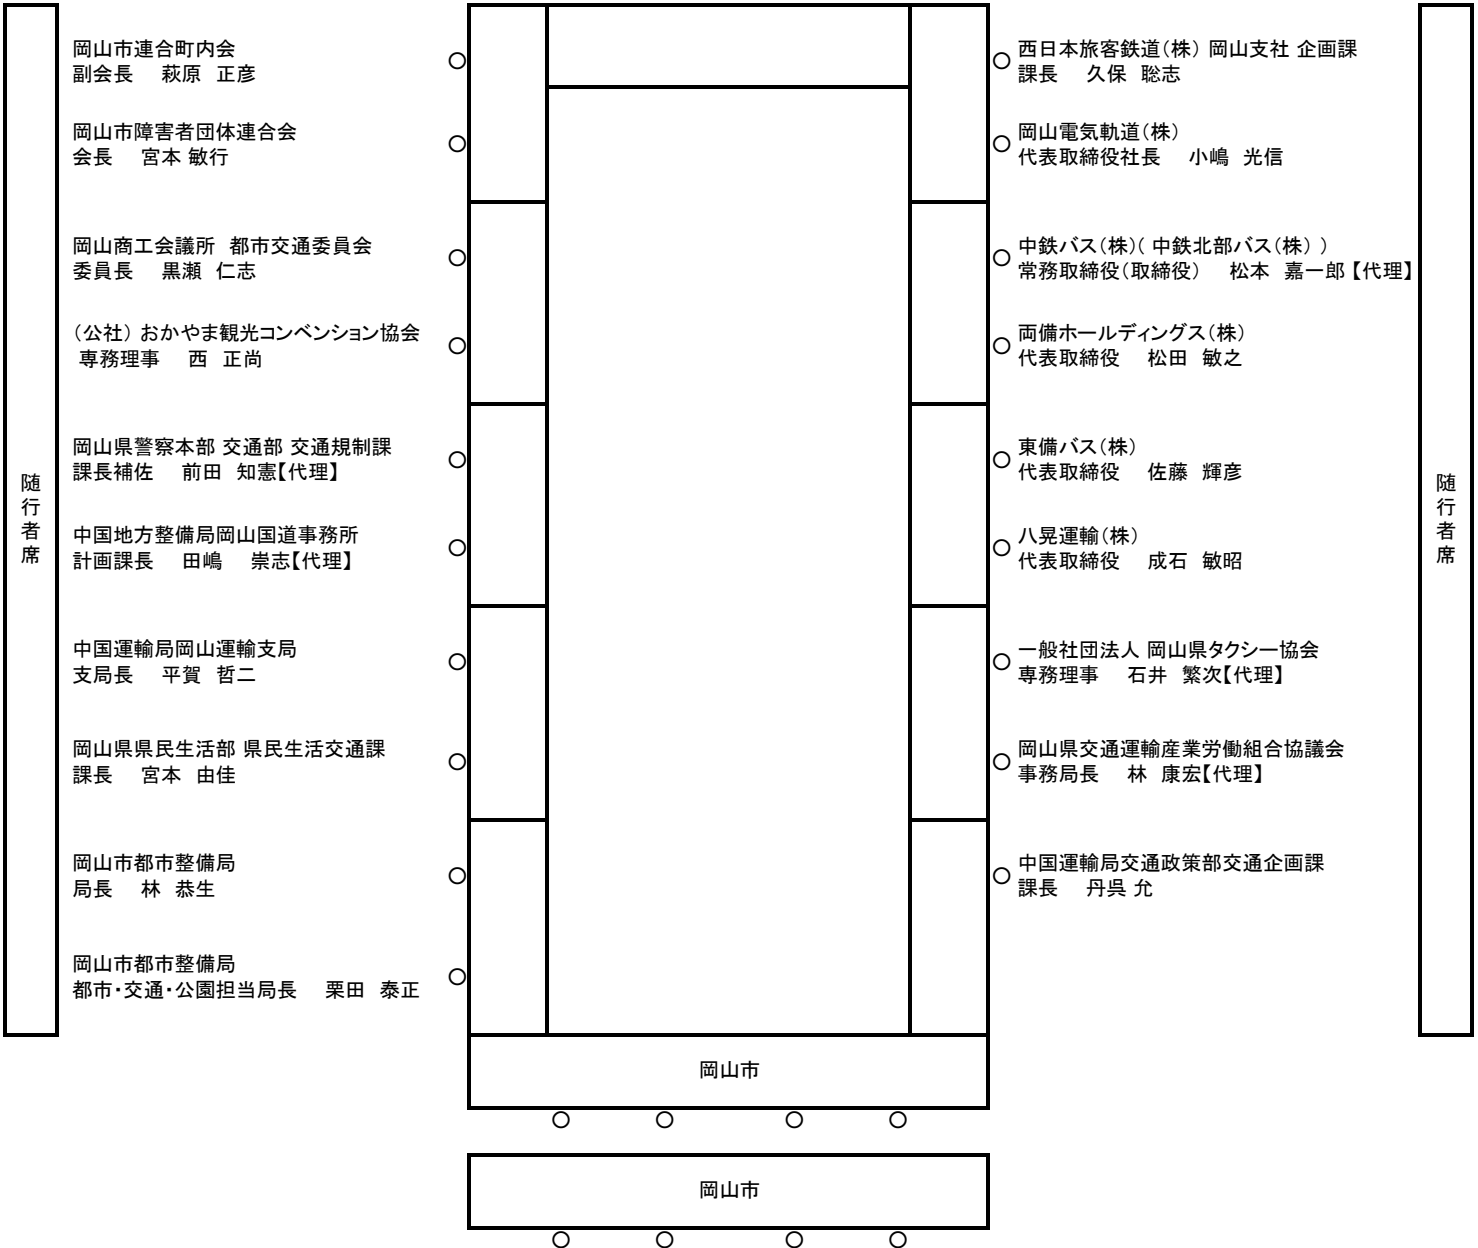 岡山市連合町内会
副会長　萩原　正彦
岡山市障害者団体連合会
会長　宮本 敏行
岡山商工会議所　都市交通委員会
委員長　黒瀬　仁志
（公社）おかやま観光コンベンション協会
専務理事　西　正尚
岡山県警察本部 交通部 交通規制課
課長補佐　前田　知憲【代理】
中国地方整備局岡山国道事務所
計画課長　田嶋　崇志【代理】
中国運輸局岡山運輸支局
支局長　平賀　哲二
岡山県県民生活部 県民生活交通課
課長　宮本　由佳
岡山市都市整備局
局長　林　恭生
岡山市都市整備局
都市・交通・公園担当局長　栗田　泰正
随行者席
西日本旅客鉄道（株） 岡山支社 企画課
課長　久保　聡志
岡山電気軌道（株）
代表取締役社長　小嶋　光信
中鉄バス（株）（ 中鉄北部バス（株） ）
常務取締役（取締役）　松本　嘉一郎【代理】
両備ホールディングス（株）
代表取締役　松田　敏之
東備バス（株）
代表取締役　佐藤　輝彦
八晃運輸（株）
代表取締役　成石　敏昭
一般社団法人 岡山県タクシー協会
専務理事　石井　繁次【代理】
岡山県交通運輸産業労働組合協議会
事務局長　林　康宏【代理】
中国運輸局交通政策部交通企画課
課長　丹呉 允
随行者席
岡山市
岡山市